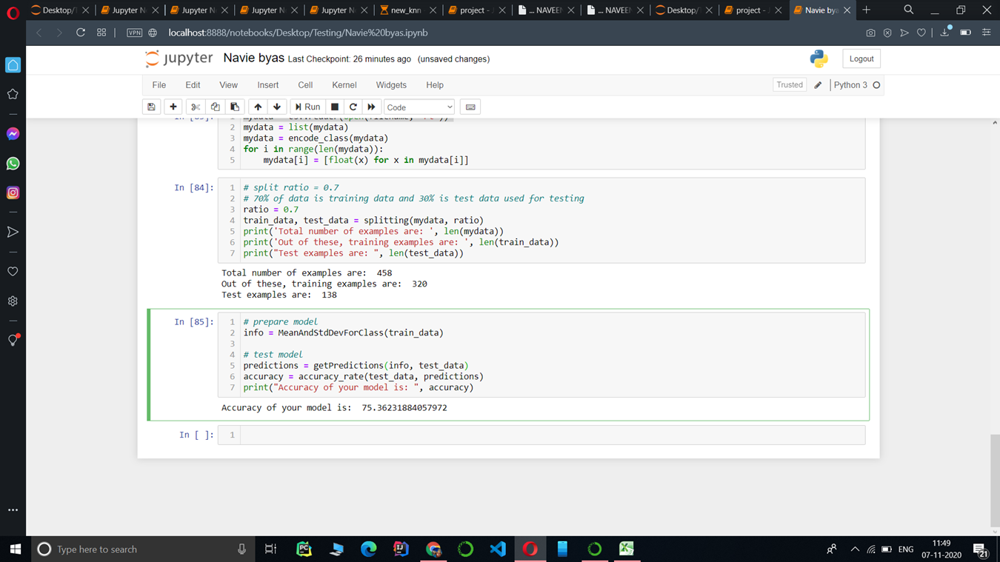 Desktop/T
Jupyter No
Jupyter No
Jupyter No
Jupyter No
new_knn
project - J
... NAVEEN
... NAVEEN
Desktop/T
project - J
Navie bya
VPN
localhost:8888/notebooks/Desktop/Testing/Navie%20byas.ipynb
jupyter Navie byas Last Checkpoint: 26 minutes ago (unsaved changes)
Logout
File Edit View Insert Cell Kernel Widgets Help
Trusted Python 3
Run Code
2 mydata = list(mydata)
3 mydata = encode_class(mydata)
4 for i in range(len(mydata)):
5 mydata[i] = [float(x) for x in mydata[i]]
In [84]:
1 # split ratio = 0.7
2 # 70% of data is training data and 30% is test data used for testing
3 ratio = 0.7
4 train_data, test_data = splitting(mydata, ratio)
5 print('Total number of examples are: ', len(mydata))
6 print('Out of these, training examples are: ', len(train_data))
7 print("Test examples are: ", len(test_data))
Total number of examples are:  458
Out of these, training examples are:  320
Test examples are:  138
In [85]:
1 # prepare model
2 info = MeanAndStdDevForClass(train_data)
3
4 # test model
5 predictions = getPredictions(info, test_data)
6 accuracy = accuracy_rate(test_data, predictions)
7 print("Accuracy of your model is: ", accuracy)
Accuracy of your model is:  75.36231884057972
In [ ]: 1
Type here to search
PC
IJ
ENG
11:49
07-11-2020
21